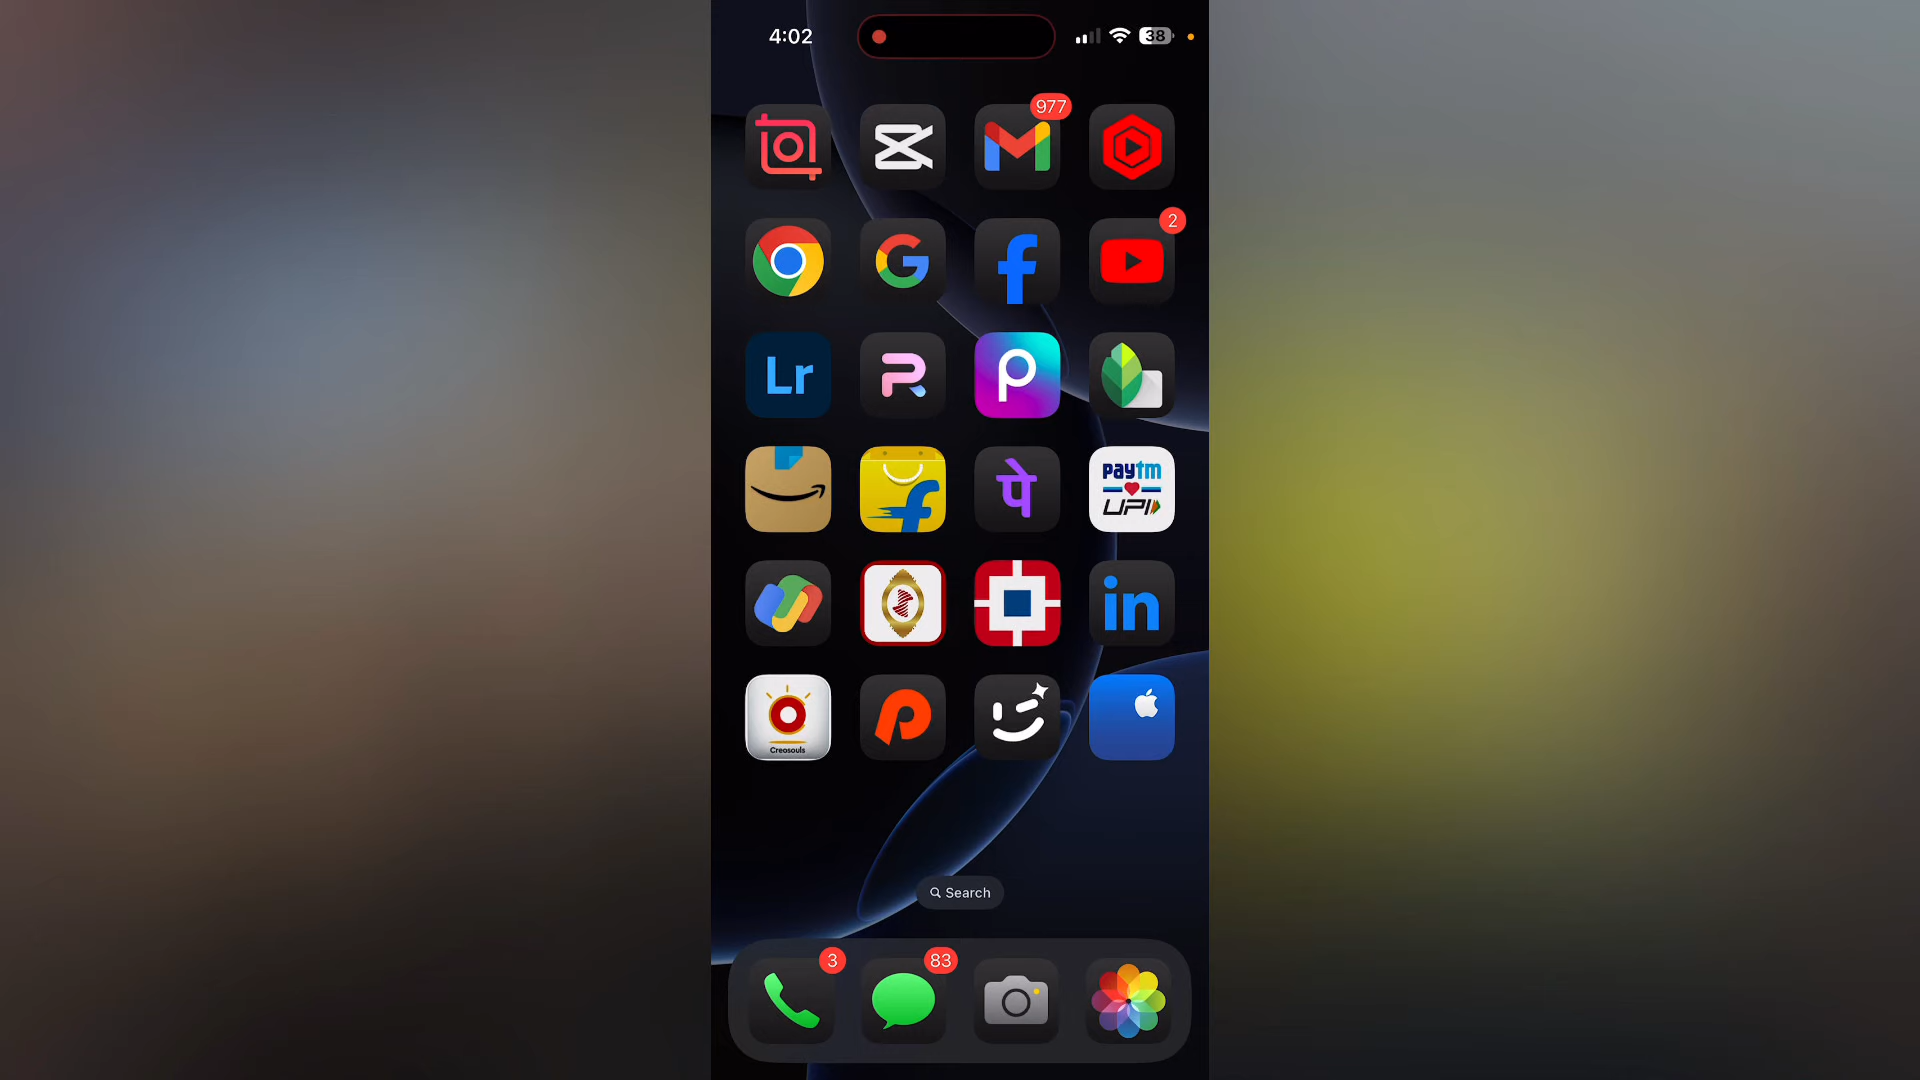 4:02
38
977
2
Lr
पे
paytm
UPI
in
Creosouls
Search
3
83